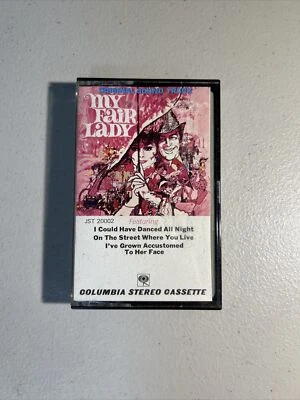 ORIGINAL SOUND TRACK
MY
FAIR
LADY
JST 20002
Featuring
I Could Have Danced All Night
On The Street Where You Live
I've Grown Accustomed
To Her Face
COLUMBIA STEREO CASSETTE